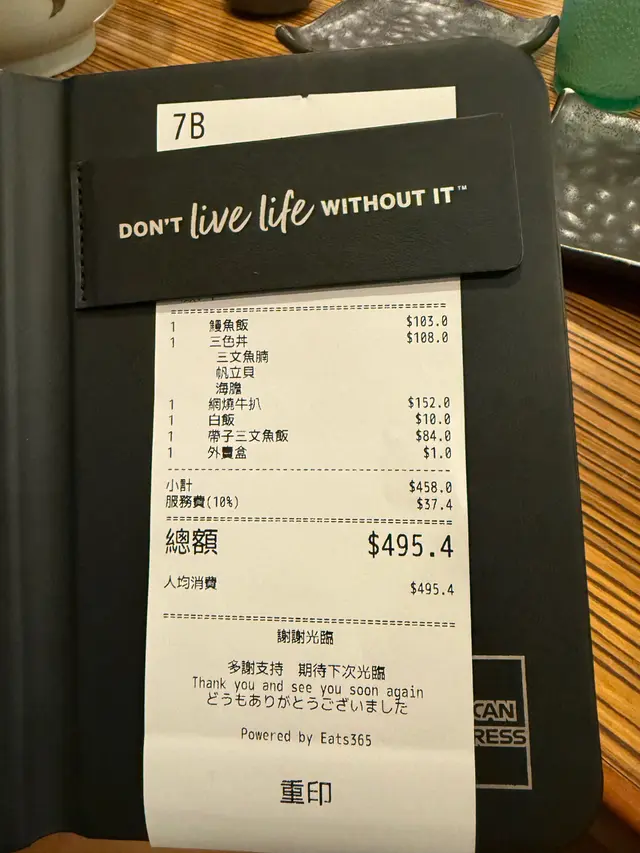 7B
DON'T live life WITHOUT IT™
1 鰻魚飯 $103.0
1 三色丼 $108.0
三文魚腩
帆立貝
海膽
1 網燒牛扒 $152.0
1 白飯 $10.0
1 帶子三文魚飯 $84.0
1 外賣盒 $1.0
小計 $458.0
服務費(10%) $37.4
總額 $495.4
人均消費 $495.4
謝謝光臨
多謝支持 期待下次光臨
Thank you and see you soon again
どうもありがとうございました
Powered by Eats365
CAN
RESS
重印